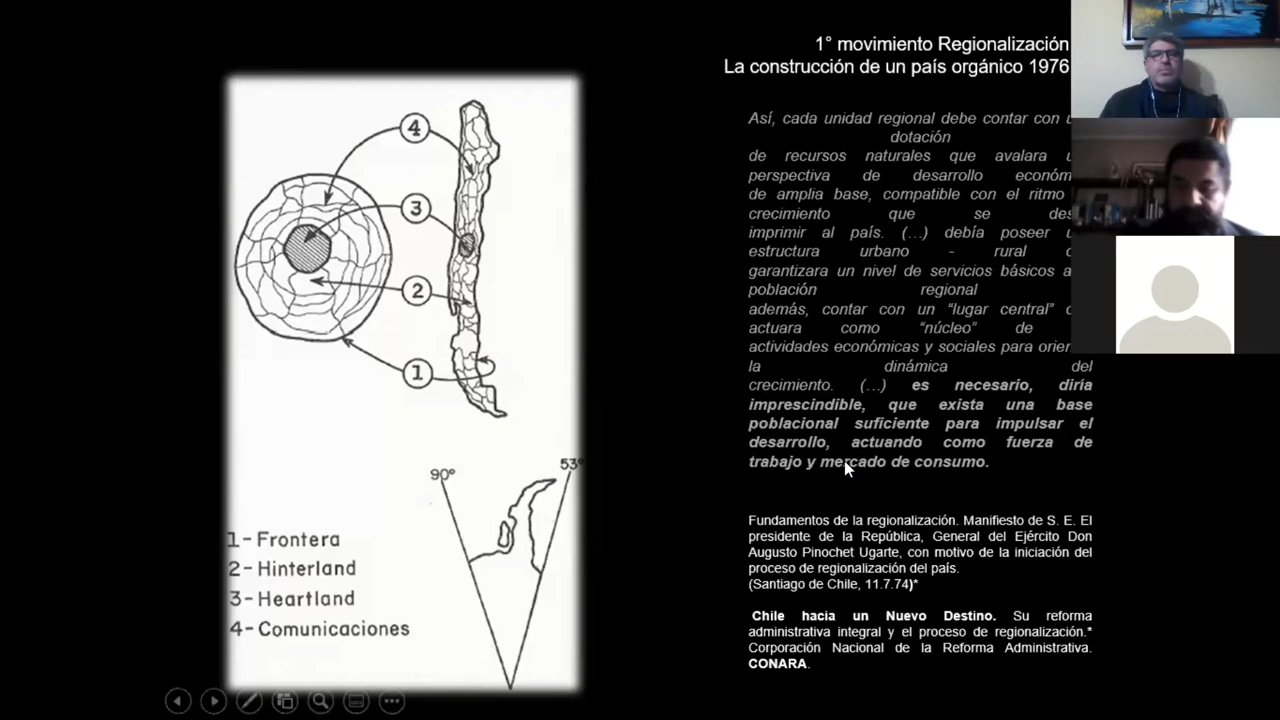 1° movimiento Regionalización
La construcción de un país orgánico 1976
Así, cada unidad regional debe contar con
dotación
de recursos naturales que avalara
perspectiva de desarrollo
de amplia base, compatible con el ritmo
crecimiento que se
imprimir al país. (…) debía poseer
estructura urbano - rural
garantizara un nivel de servicios básicos
población regional
además, contar con un “lugar central”
actuara como “núcleo” de
actividades económicas y sociales para
la dinámica del
crecimiento. (…) es necesario, diría
imprescindible, que exista una base
poblacional suficiente para impulsar el
desarrollo, actuando como fuerza de
trabajo y mercado de consumo.
Fundamentos de la regionalización. Manifiesto de S. E. El
presidente de la República, General del Ejército Don
Augusto Pinochet Ugarte, con motivo de la iniciación del
proceso de regionalización del país.
(Santiago de Chile, 11.7.74)*
Chile hacia un Nuevo Destino. Su reforma
administrativa integral y el proceso de regionalización.*
Corporación Nacional de la Reforma Administrativa.
CONARA.
4
3
2
1
90° 53°
1- Frontera
2- Hinterland
3- Heartland
4- Comunicaciones